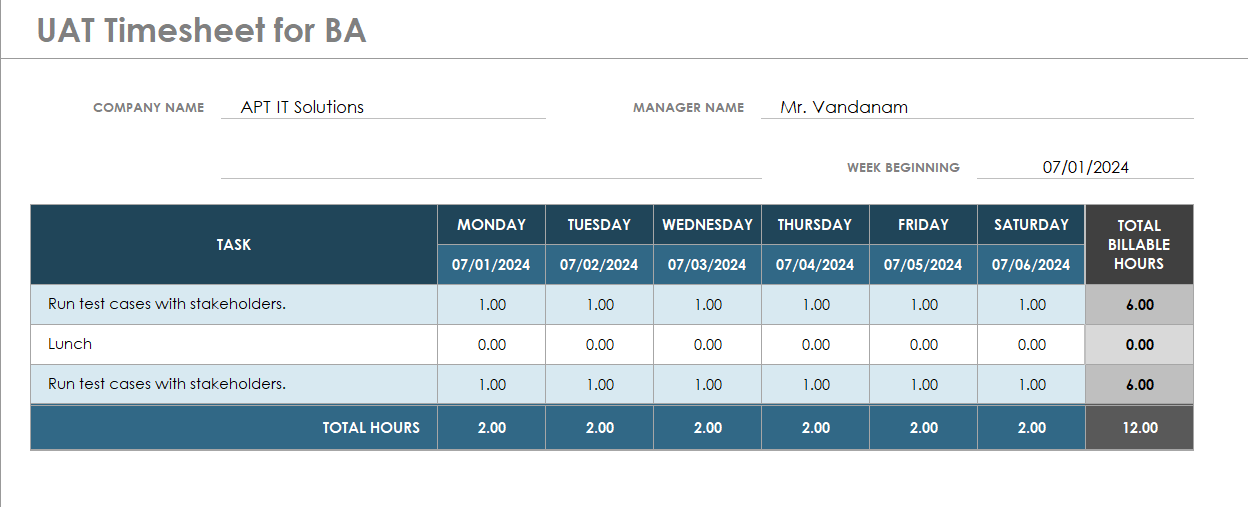 UAT Timesheet for BA
COMPANY NAME APT IT Solutions MANAGER NAME Mr. Vandanam
WEEK BEGINNING 07/01/2024
TASK MONDAY TUESDAY WEDNESDAY THURSDAY FRIDAY SATURDAY TOTAL BILLABLE HOURS
07/01/2024 07/02/2024 07/03/2024 07/04/2024 07/05/2024 07/06/2024
Run test cases with stakeholders. 1.00 1.00 1.00 1.00 1.00 1.00 6.00
Lunch 0.00 0.00 0.00 0.00 0.00 0.00 0.00
Run test cases with stakeholders. 1.00 1.00 1.00 1.00 1.00 1.00 6.00
TOTAL HOURS 2.00 2.00 2.00 2.00 2.00 2.00 12.00